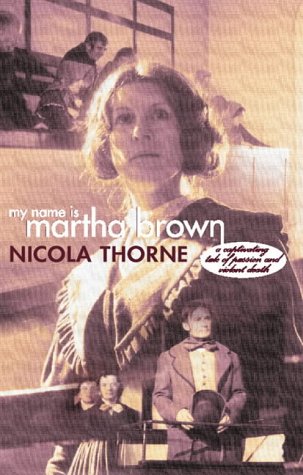 my name is
martha brown
NICOLA THORNE
a captivating
tale of passion and
violent death